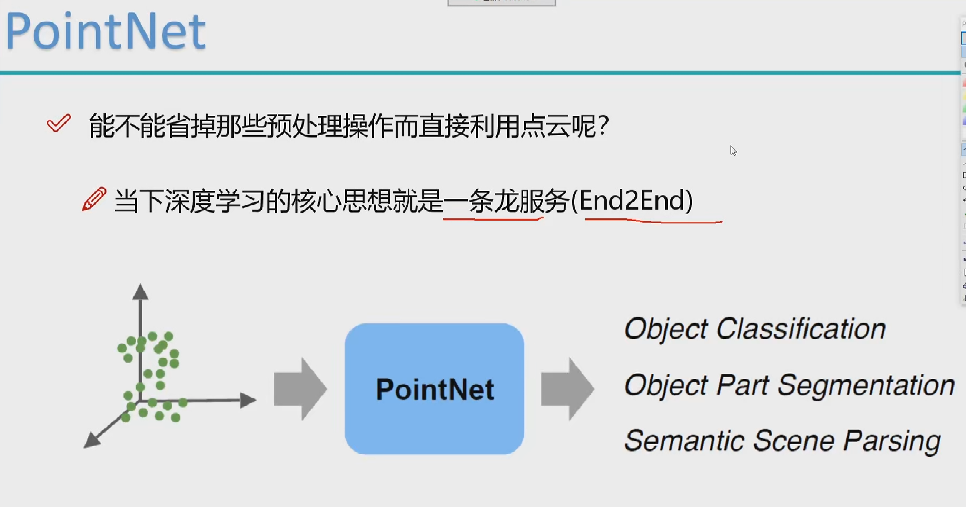 PointNet
能不能省掉那些预处理操作而直接利用点云呢？
当下深度学习的核心思想就是一条龙服务(End2End)
PointNet
Object Classification
Object Part Segmentation
Semantic Scene Parsing